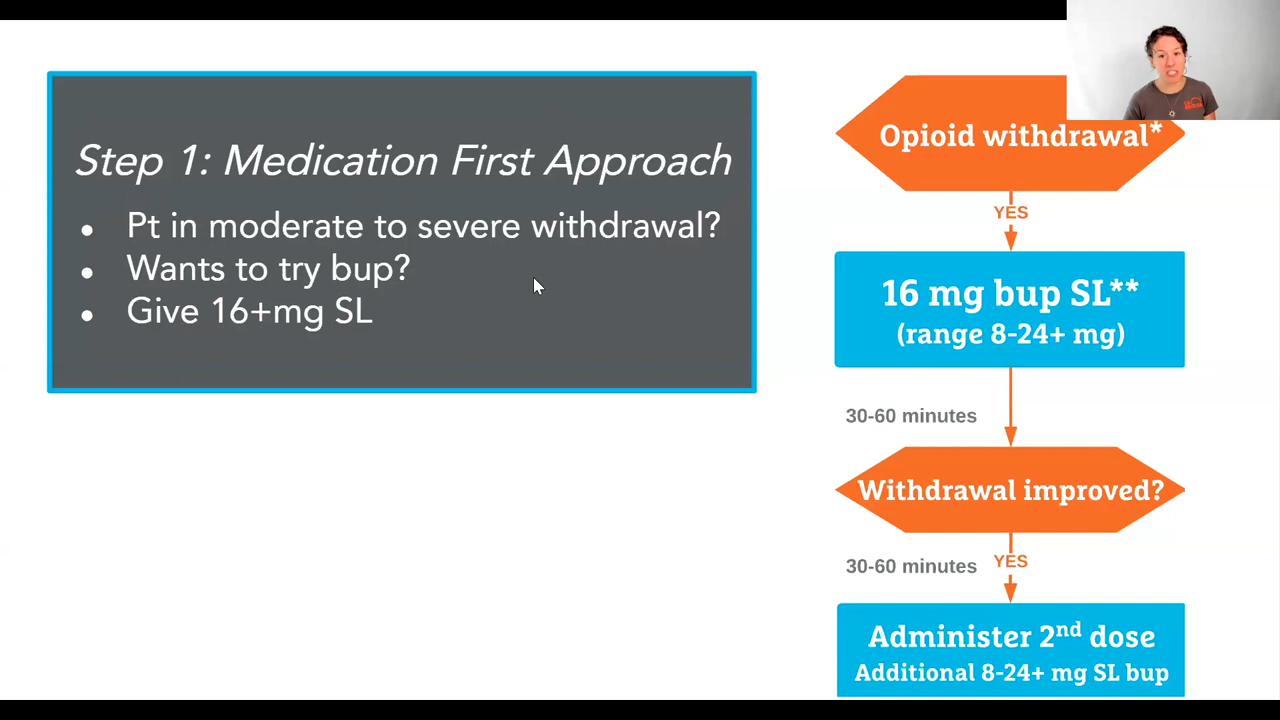 Step 1: Medication First Approach
● Pt in moderate to severe withdrawal?
● Wants to try bup?
● Give 16+mg SL
Opioid withdrawal*
YES
16 mg bup SL**
(range 8-24+ mg)
30-60 minutes
Withdrawal improved?
30-60 minutes YES
Administer 2nd dose
Additional 8-24+ mg SL bup